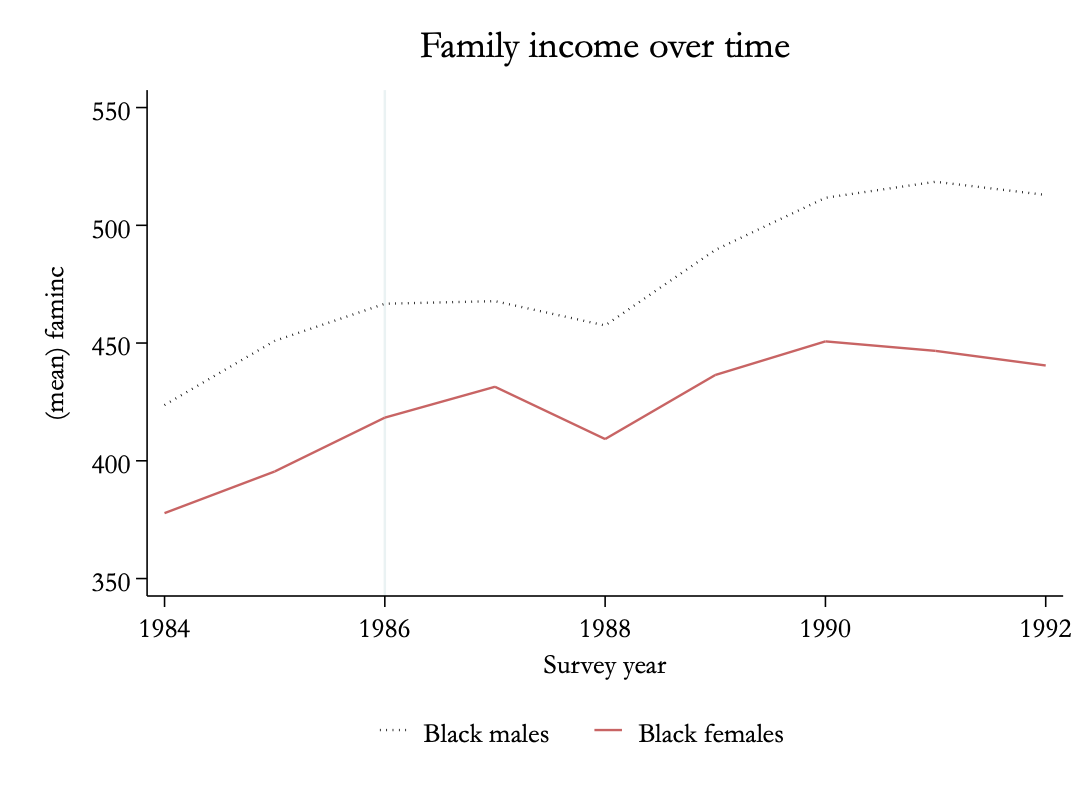 Family income over time
(mean) faminc
550
500
450
400
350
1984 1986 1988 1990 1992
Survey year
Black males Black females